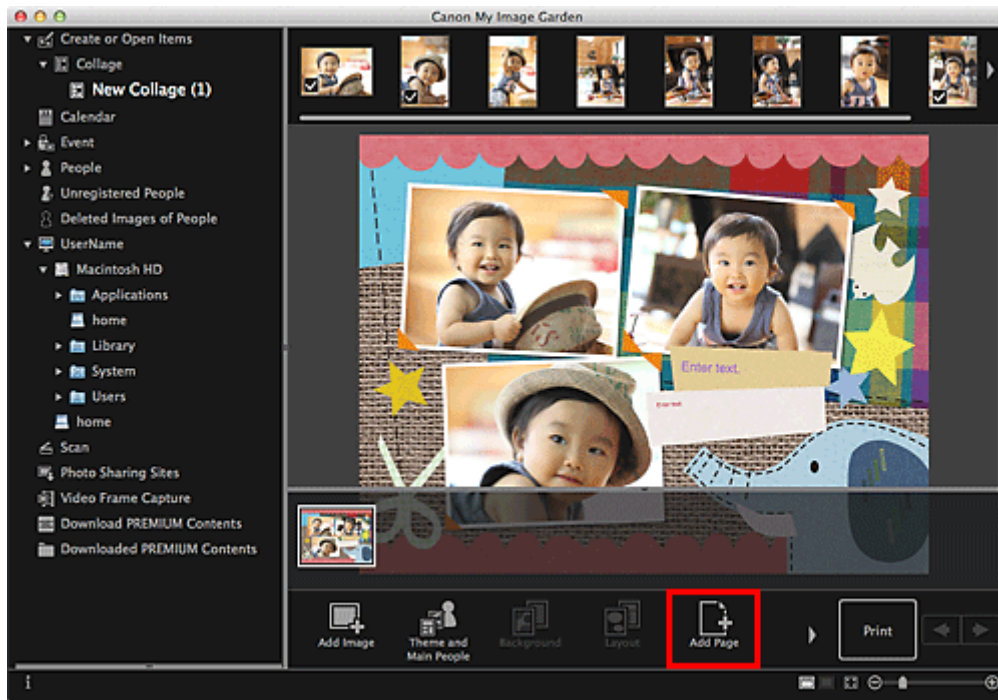 Canon My Image Garden
Create or Open Items
Collage
New Collage (1)
Calendar
Event
People
Unregistered People
Deleted Images of People
UserName
Macintosh HD
Applications
home
Library
System
Users
home
Scan
Photo Sharing Sites
Video Frame Capture
Download PREMIUM Contents
Downloaded PREMIUM Contents
Enter text.
Enter text.
Add Image
Theme and
Main People
Background
Layout
Add Page
Print